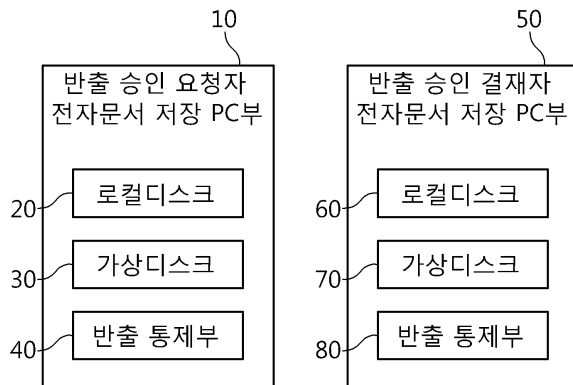 10
반출 승인 요청자
전자문서 저장 PC부
20
로컬디스크
30
가상디스크
40
반출 통제부
50
반출 승인 결재자
전자문서 저장 PC부
60
로컬디스크
70
가상디스크
80
반출 통제부